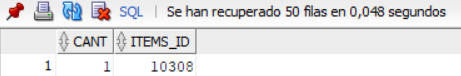 SQL | Se han recuperado 50 filas en 0,048 segundos
CANT ITEMS_ID
1 1 10308